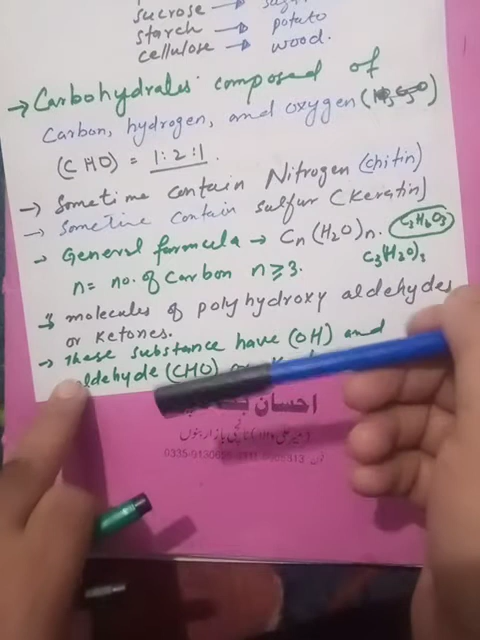 sucrose →
starch → potato
cellulose → wood.
→ Carbohydrates composed of
Carbon, hydrogen, and oxygen
(CHO) = 1:2:1.
→ Sometime contain Nitrogen (chitin)
→ Sometime contain sulfur (Keratin)
→ General formula → Cn(H2O)n. C3H6O3
n = no. of Carbon n ≥ 3. C3(H2O)3
→ molecules of polyhydroxy aldehydes
or Ketones.
→ These substance have (OH) and
aldehyde (CHO)
احسان